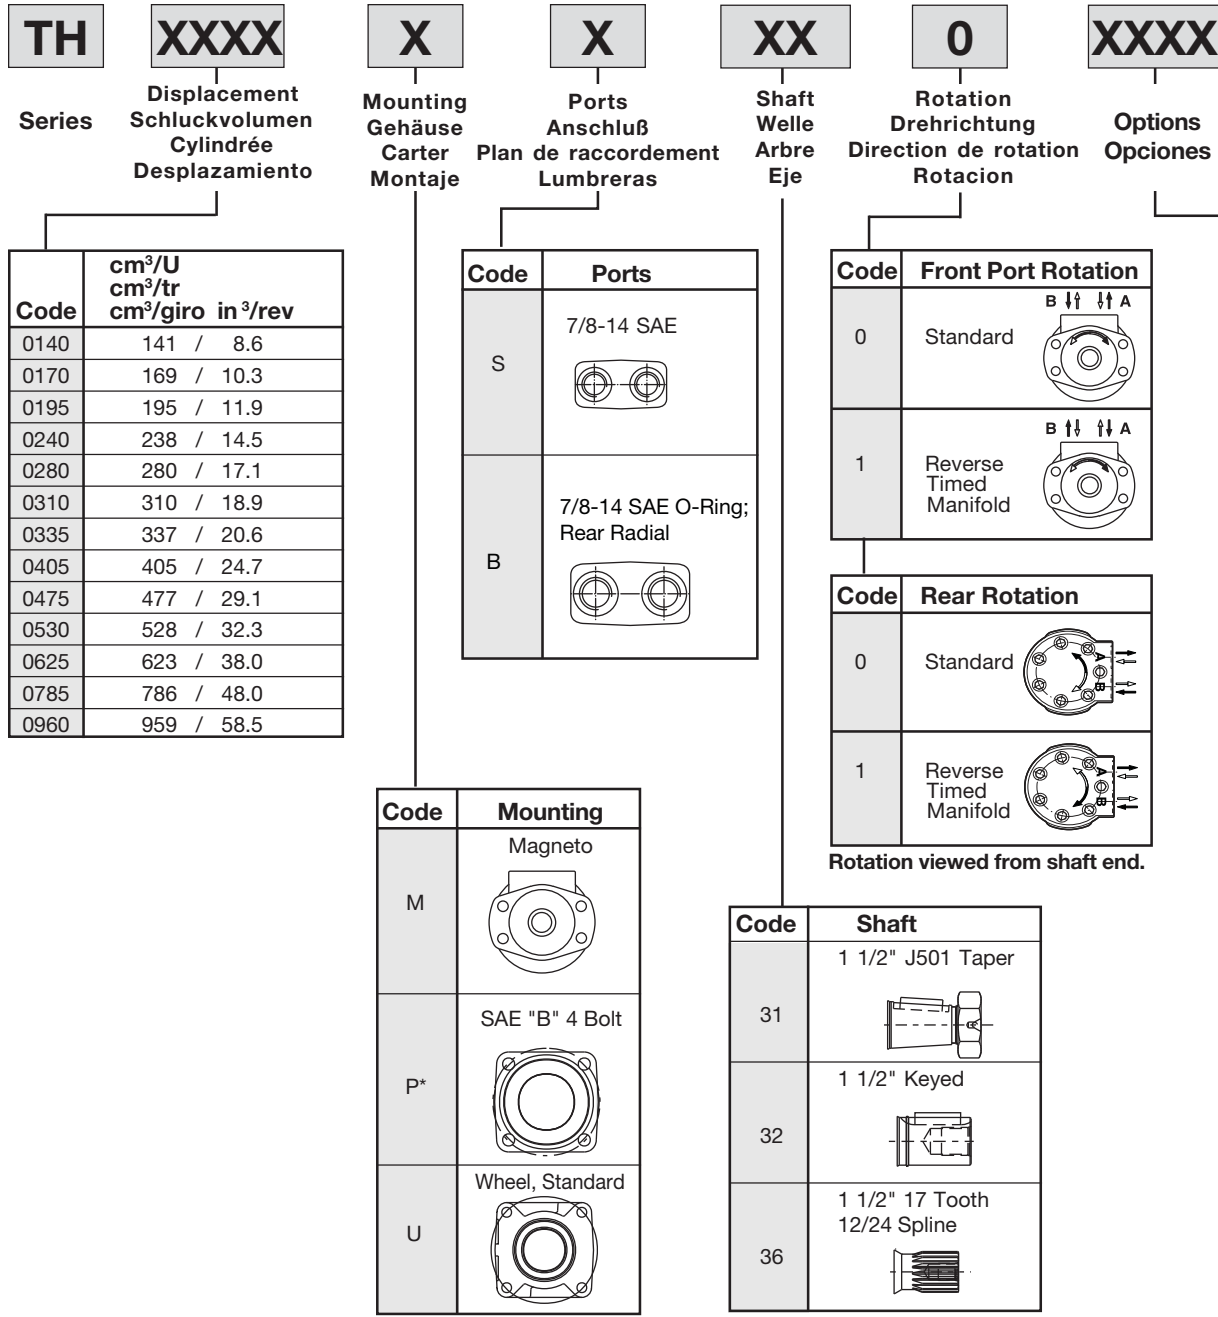 TH XXXX X X XX 0 XXXX
Series
Displacement
Schluckvolumen
Cylindrée
Desplazamiento
Mounting
Gehäuse
Carter
Montaje
Ports
Anschluß
Plan de raccordement
Lumbreras
Shaft
Welle
Arbre
Eje
Rotation
Drehrichtung
Direction de rotation
Rotacion
Options
Opciones
cm³/U
cm³/tr
Code cm³/giro in³/rev
0140 141 / 8.6
0170 169 / 10.3
0195 195 / 11.9
0240 238 / 14.5
0280 280 / 17.1
0310 310 / 18.9
0335 337 / 20.6
0405 405 / 24.7
0475 477 / 29.1
0530 528 / 32.3
0625 623 / 38.0
0785 786 / 48.0
0960 959 / 58.5
Code Ports
S 7/8-14 SAE
B 7/8-14 SAE O-Ring;
Rear Radial
Code Front Port Rotation
B A
0 Standard
B A
1 Reverse
Timed
Manifold
Code Rear Rotation
0 Standard
A
B
1 Reverse
Timed
Manifold
A
B
Rotation viewed from shaft end.
Code Mounting
M Magneto
P* SAE "B" 4 Bolt
U Wheel, Standard
Code Shaft
31 1 1/2" J501 Taper
32 1 1/2" Keyed
36 1 1/2" 17 Tooth
12/24 Spline